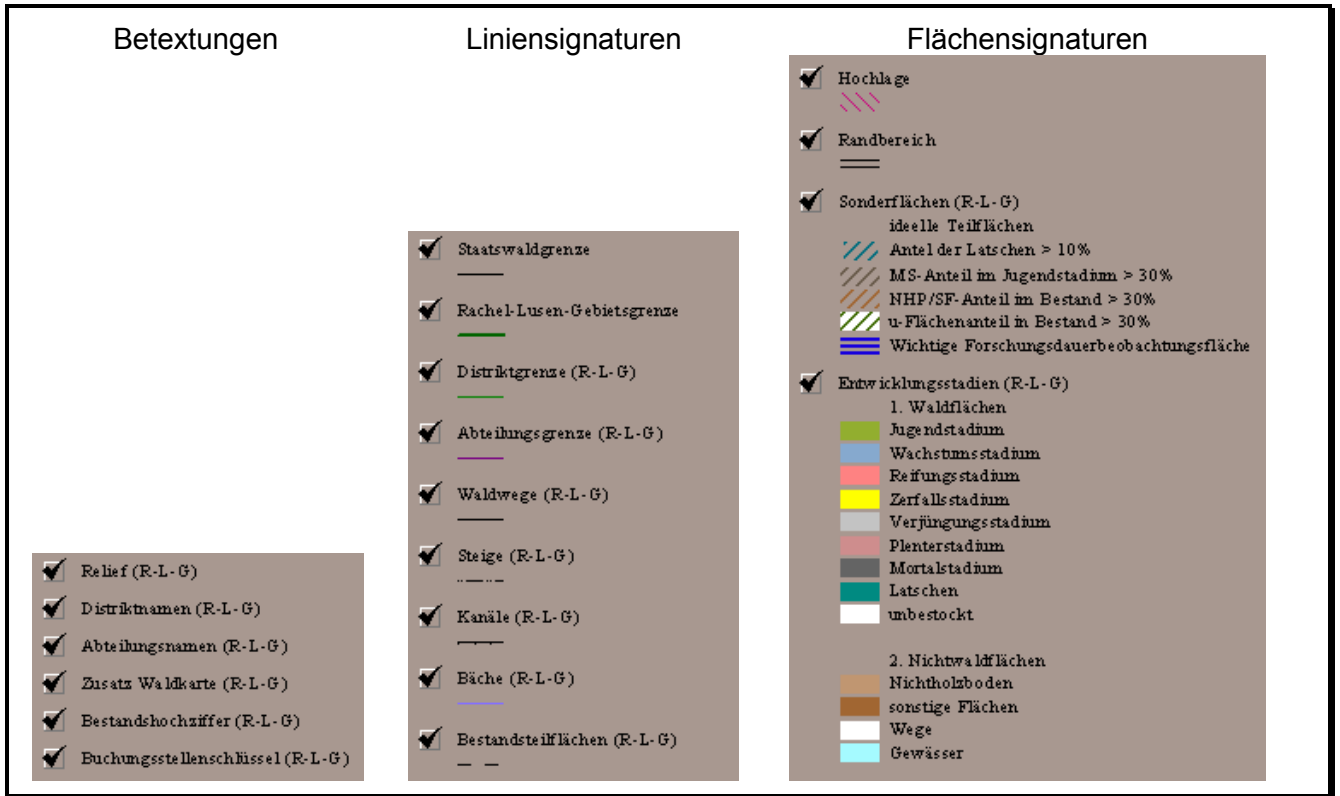 Betextungen
Relief (R-L-G)
Distriktnamen (R-L-G)
Abteilungsnamen (R-L-G)
Zusatz Waldkarte (R-L-G)
Bestandshochziffer (R-L-G)
Buchungsstellenschlüssel (R-L-G)
Liniensignaturen
Staatswaldgrenze
Rachel-Lusen-Gebietsgrenze
Distriktgrenze (R-L-G)
Abteilungsgrenze (R-L-G)
Waldwege (R-L-G)
Steige (R-L-G)
Kanäle (R-L-G)
Bäche (R-L-G)
Bestandsteilflächen (R-L-G)
Flächensignaturen
Hochlage
Randbereich
Sonderflächen (R-L-G)
ideelle Teilflächen
Antel der Latschen > 10%
MS-Anteil im Jugendstadium > 30%
NHP/SF-Anteil im Bestand > 30%
u-Flächenanteil in Bestand > 30%
Wichtige Forschungsdauerbeobachtungsfläche
Entwicklungsstadien (R-L-G)
1. Waldflächen
Jugendstadium
Wachstumsstadium
Reifungsstadium
Zerfallsstadium
Verjüngungsstadium
Plenterstadium
Mortalstadium
Latschen
unbestockt
2. Nichtwaldflächen
Nichtholzboden
sonstige Flächen
Wege
Gewässer